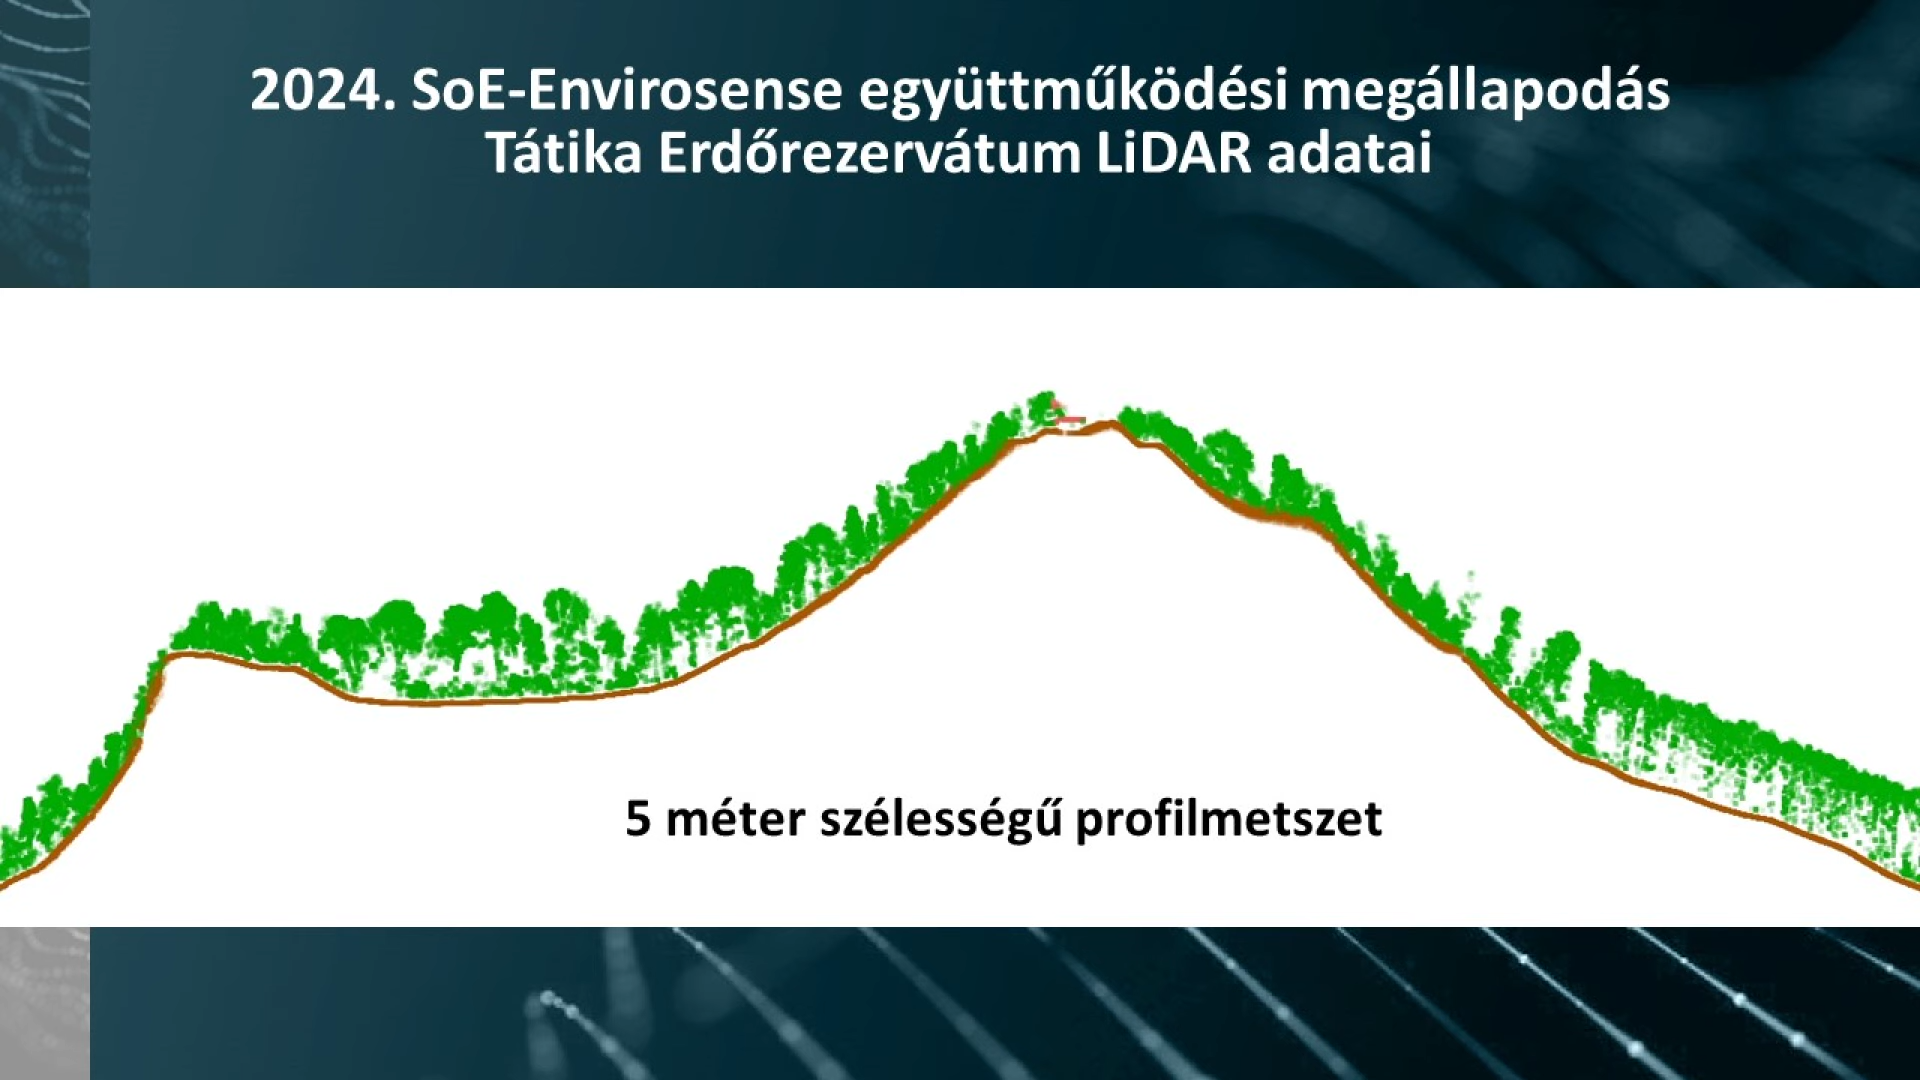 2024. SoE-Envirosense együttműködési megállapodás
Tátika Erdőrezervátum LiDAR adatai
5 méter szélességű profilmetszet